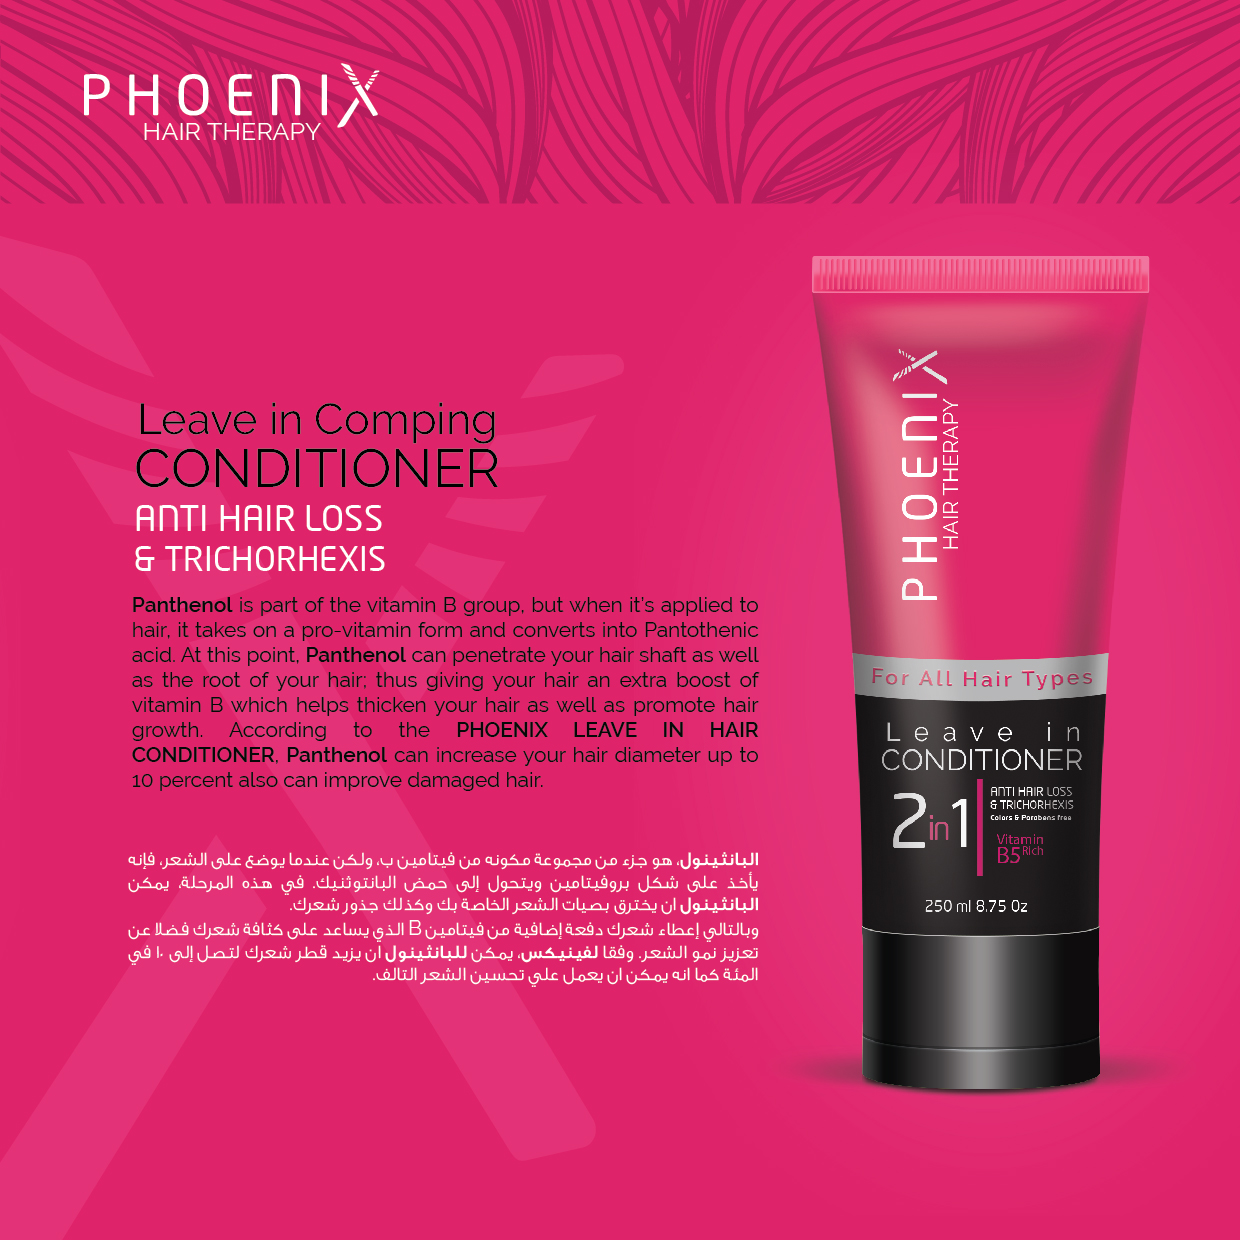 PHOENIX
HAIR THERAPY
Leave in Comping
CONDITIONER
ANTI HAIR LOSS
& TRICHORHEXIS
Panthenol is part of the vitamin B group, but when it's applied to
hair, it takes on a pro-vitamin form and converts into Pantothenic
acid. At this point, Panthenol can penetrate your hair shaft as well
as the root of your hair; thus giving your hair an extra boost of
vitamin B which helps thicken your hair as well as promote hair
growth. According to the PHOENIX LEAVE IN HAIR
CONDITIONER, Panthenol can increase your hair diameter up to
10 percent also can improve damaged hair.
البانثينول، هو جزء من مجموعة مكونه من فيتامين ب، ولكن عندما يوضع على الشعر، فإنه
يأخذ على شكل بروفيتامين ويتحول إلى حمض البانتوثنيك. في هذه المرحلة، يمكن
البانثينول ان يخترق بصيات الشعر الخاصة بك وكذلك جذور شعرك.
وبالتالي إعطاء شعرك دفعة إضافية من فيتامين B الذي يساعد على كثافة شعرك فضلا عن
تعزيز نمو الشعر. وفقا لفينيكس، يمكن للبانثينول ان يزيد قطر شعرك لتصل إلى ١٠ في
المئة كما انه يمكن ان يعمل علي تحسين الشعر التالف.
PHOENIX
HAIR THERAPY
For All Hair Types
Leave in
CONDITIONER
2in1
ANTI HAIR LOSS
& TRICHORHEXIS
Colors & Parabens free
Vitamin
B5 Rich
250 ml 8.75 Oz